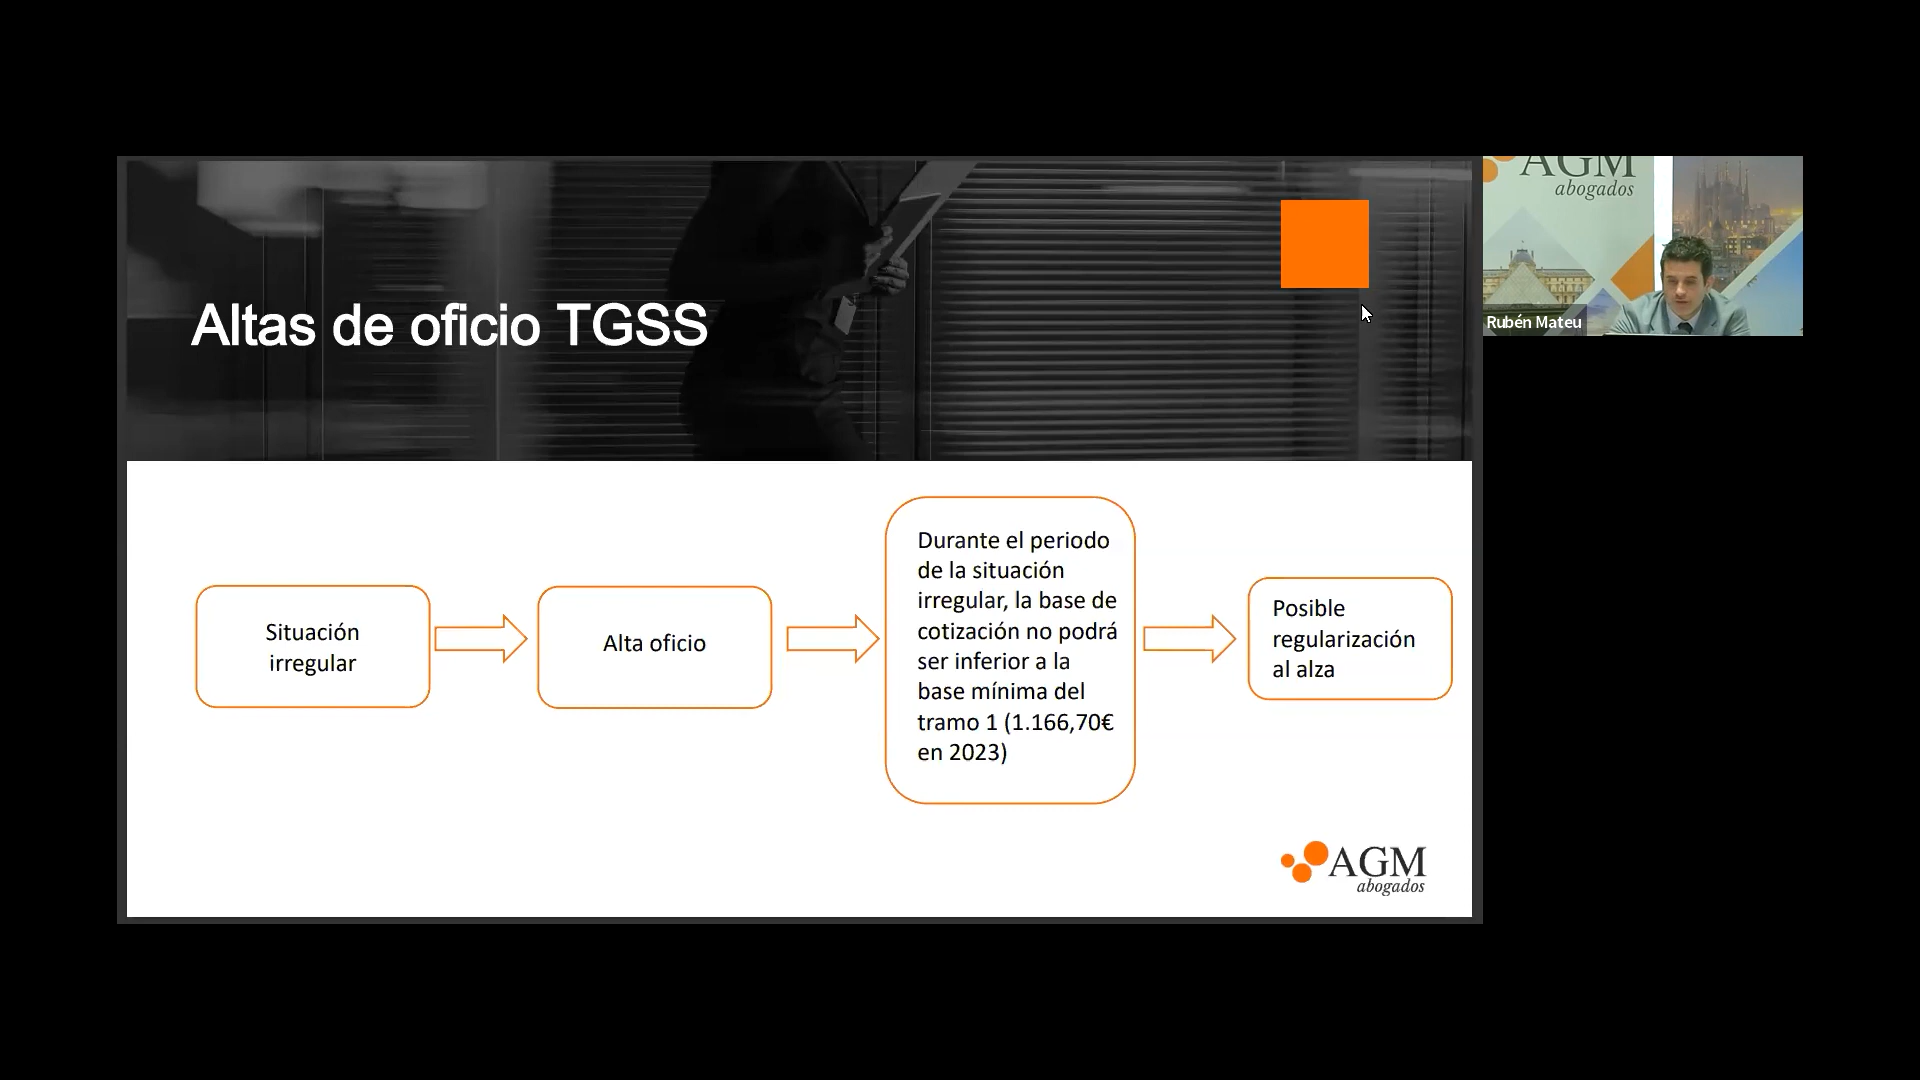 Altas de oficio TGSS
AGM
abogados
Rubén Mateu
Situación
irregular
Alta oficio
Durante el periodo
de la situación
irregular, la base de
cotización no podrá
ser inferior a la
base mínima del
tramo 1 (1.166,70€
en 2023)
Posible
regularización
al alza
AGM
abogados